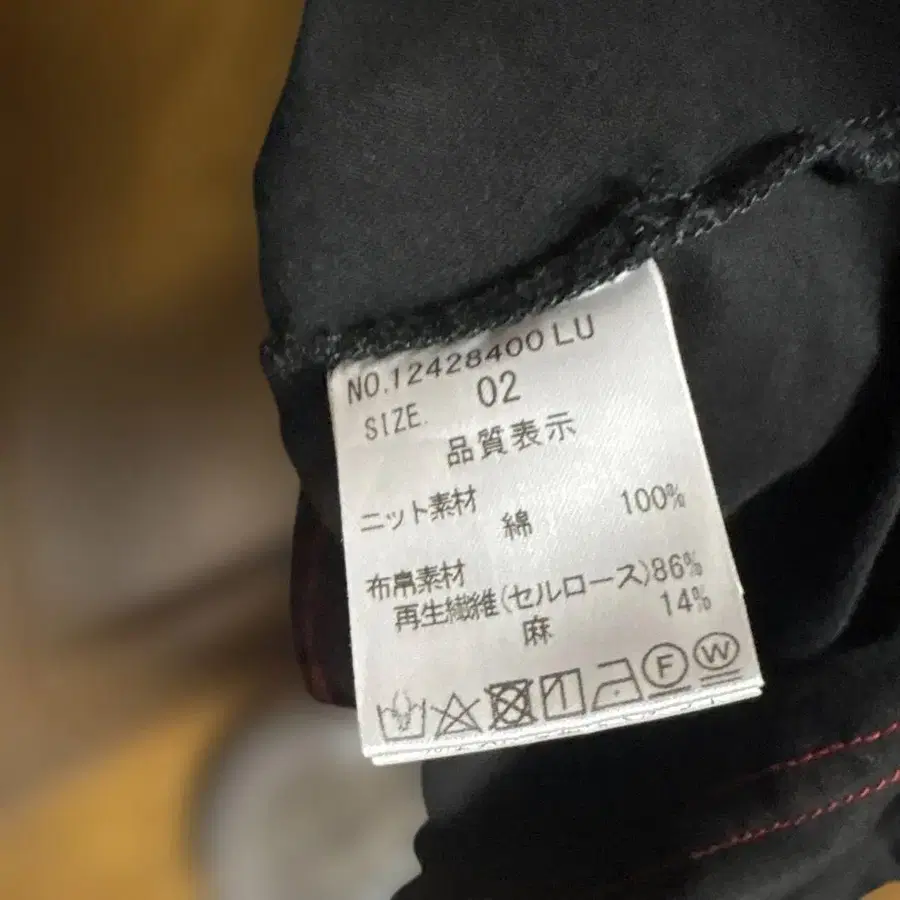 NO.12428400 LU
SIZE. 02
品質表示
ニット素材
綿 100%
布帛素材
再生繊維(セルロース)86%
麻 14%
F W